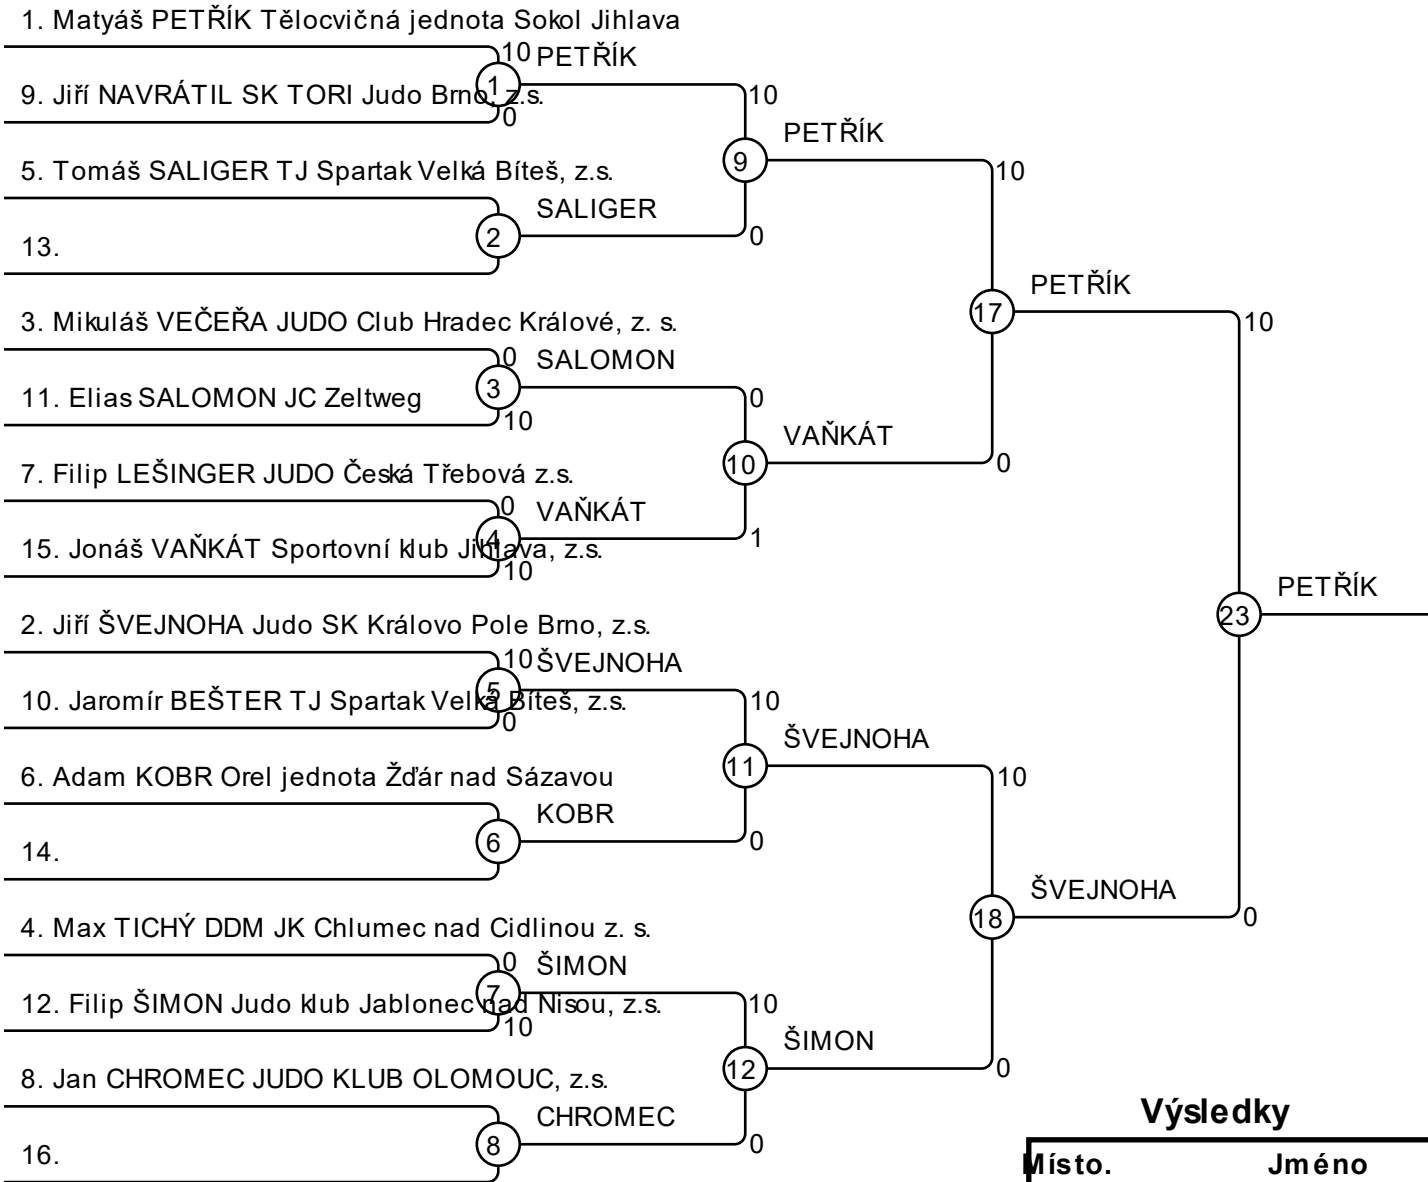 1. Matyáš PETŘÍK Tělocvičná jednota Sokol Jihlava
10 PETŘÍK
1
9. Jiří NAVRÁTIL SK TORI Judo Brno, z.s.
10
0
PETŘÍK
9
5. Tomáš SALIGER TJ Spartak Velká Bíteš, z.s.
10
SALIGER
2
0
13.
PETŘÍK
17
3. Mikuláš VEČEŘA JUDO Club Hradec Králové, z. s.
10
0 SALOMON
3
11. Elias SALOMON JC Zeltweg
0
10
VAŇKÁT
10
0
7. Filip LEŠINGER JUDO Česká Třebová z.s.
0 VAŇKÁT
4
1
15. Jonáš VAŇKÁT Sportovní klub Jihlava, z.s.
10
PETŘÍK
23
2. Jiří ŠVEJNOHA Judo SK Královo Pole Brno, z.s.
10 ŠVEJNOHA
5
10. Jaromír BEŠTER TJ Spartak Velká Bíteš, z.s.
10
0
ŠVEJNOHA
11
6. Adam KOBR Orel jednota Žďár nad Sázavou
10
KOBR
6
0
14.
ŠVEJNOHA
18
0
4. Max TICHÝ DDM JK Chlumec nad Cidlinou z. s.
0 ŠIMON
7
12. Filip ŠIMON Judo klub Jablonec nad Nisou, z.s.
10
10
ŠIMON
12
0
8. Jan CHROMEC JUDO KLUB OLOMOUC, z.s.
CHROMEC
8
0
16.
Výsledky
Místo. Jméno